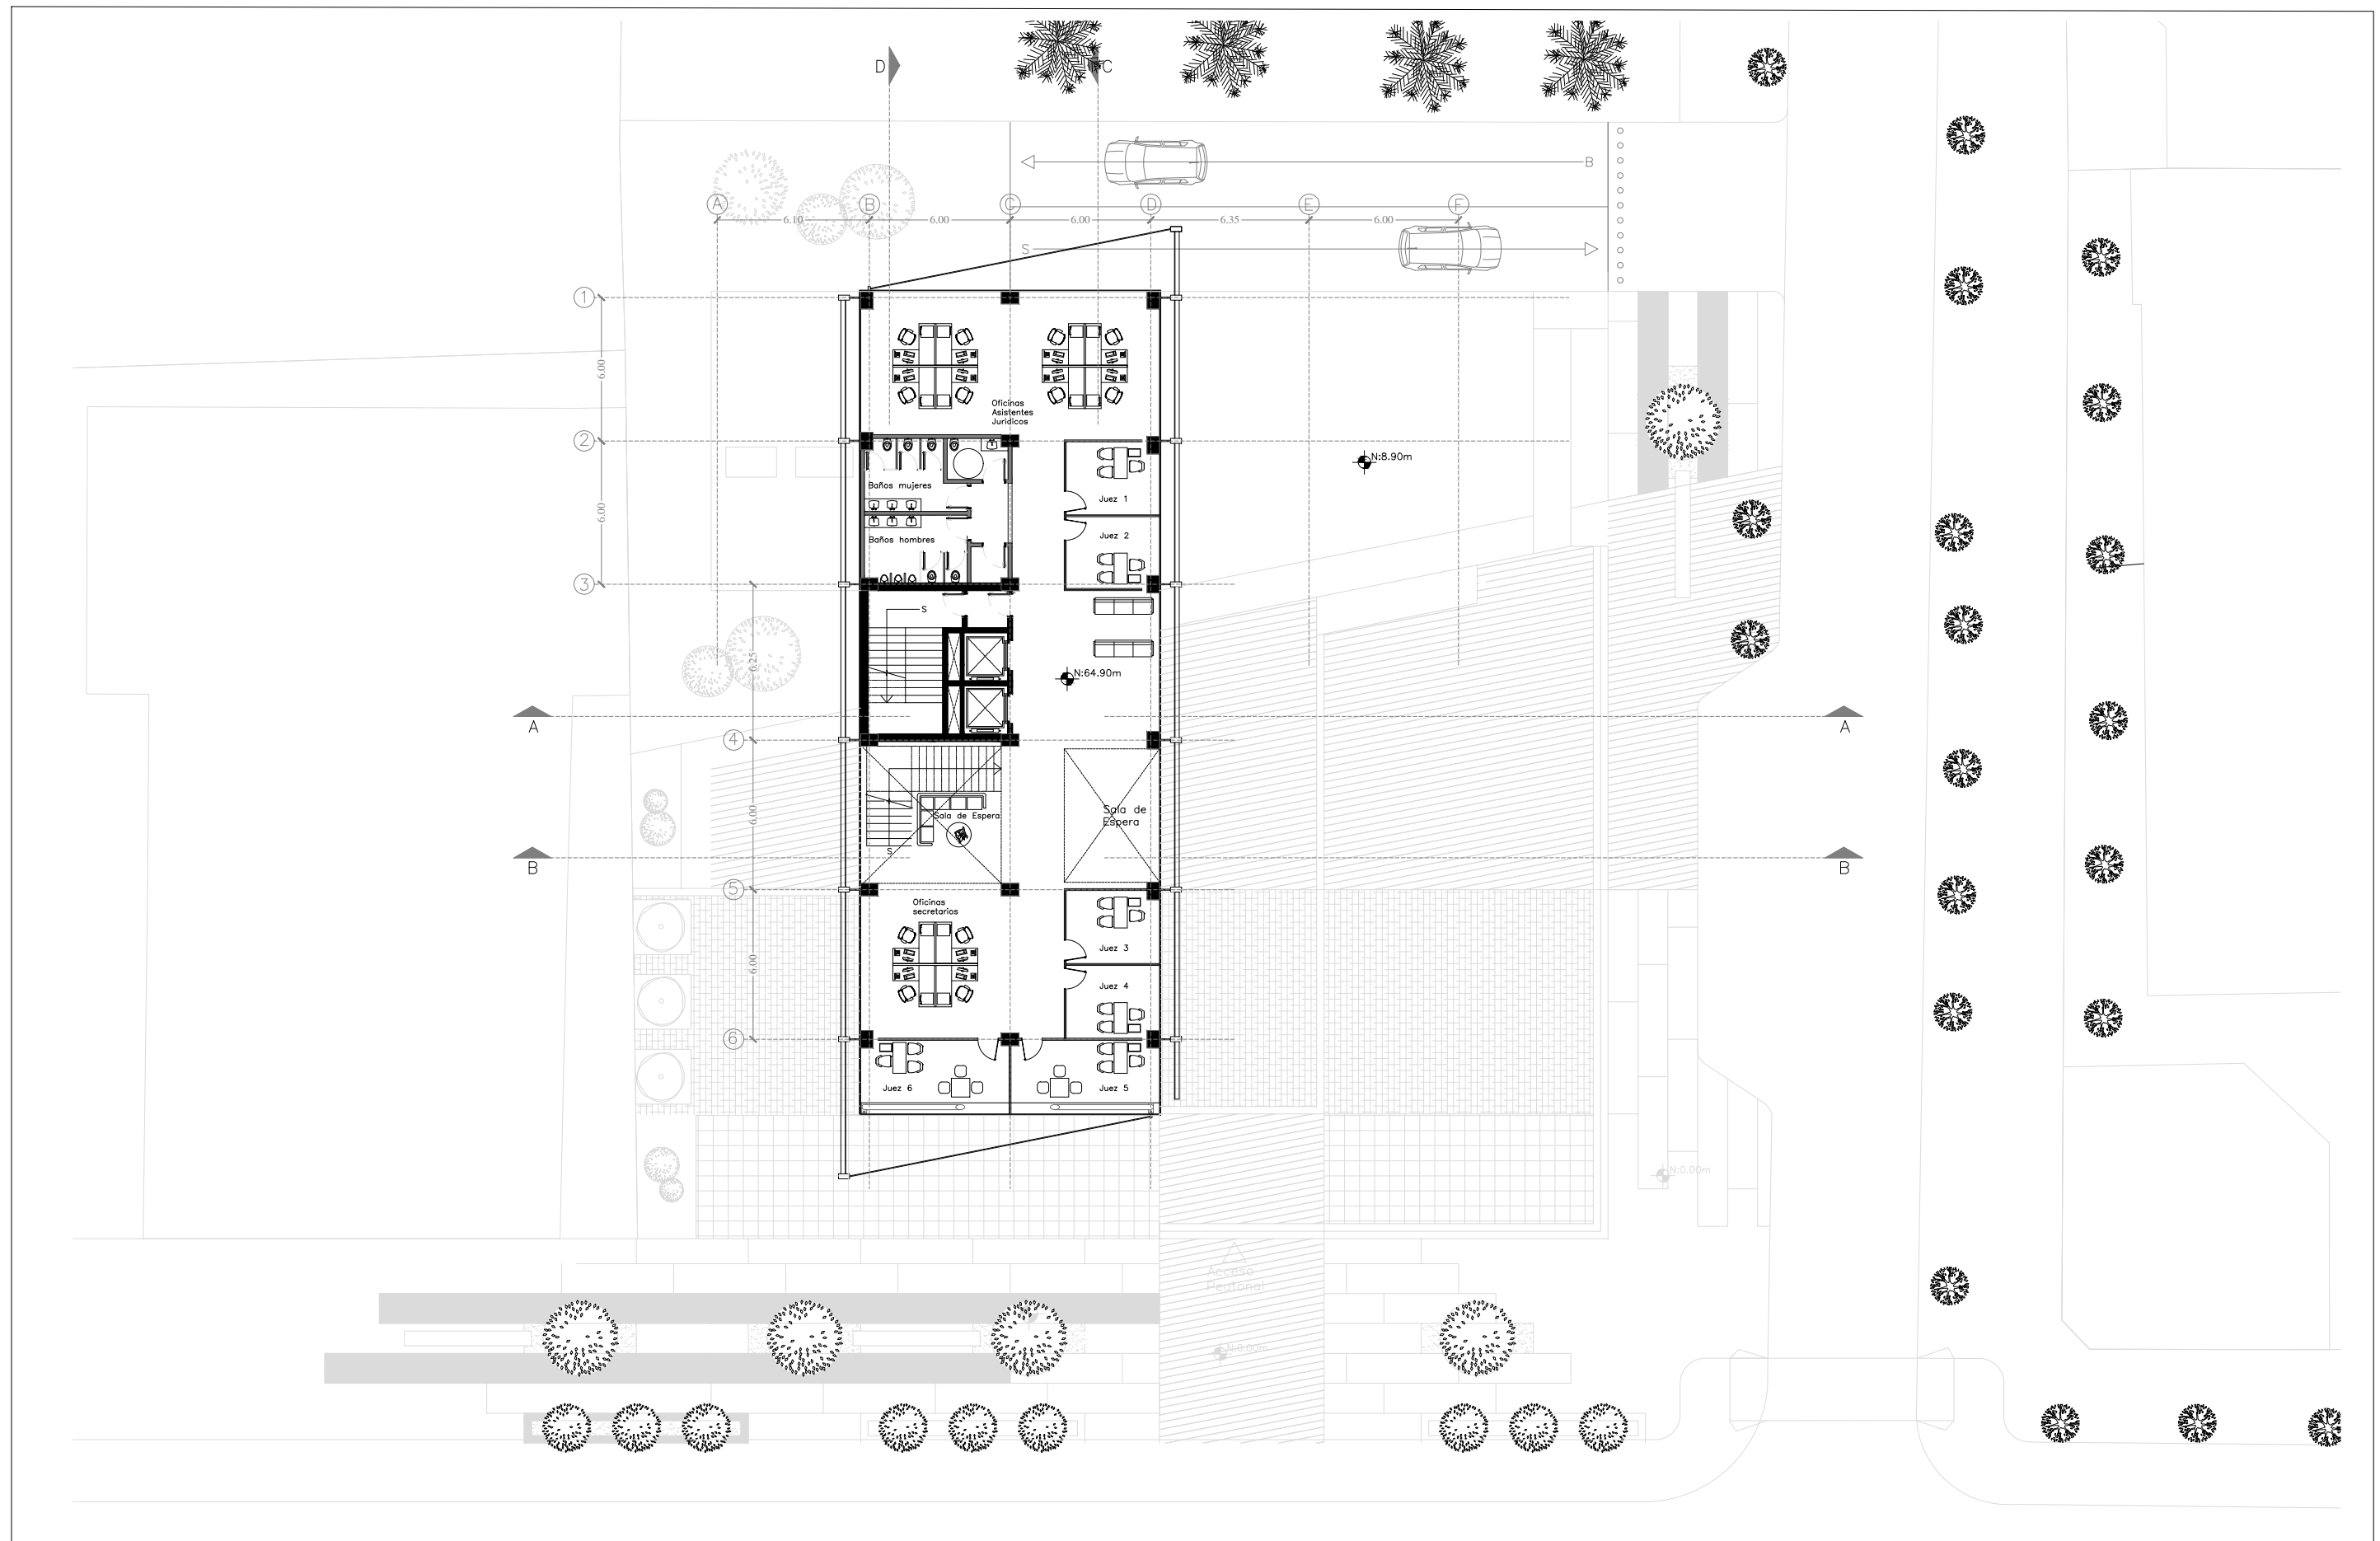 D
C
B
A
B
C
D
E
F
6.10
6.00
6.00
6.35
6.00
S
1
6.00
Oficinas
Asistentes
Juridicos
2
N:8.90m
Baños mujeres
Juez 1
6.00
Juez 2
Baños hombres
3
S
6.25
N:64.90m
A
A
4
Sala de
Espera
Sala de Espera
6.00
S
B
B
5
Oficinas
secretarios
Juez 3
6.00
Juez 4
6
Juez 6
Juez 5
N:0.00m
Acceso
Peatonal
N:0.00m